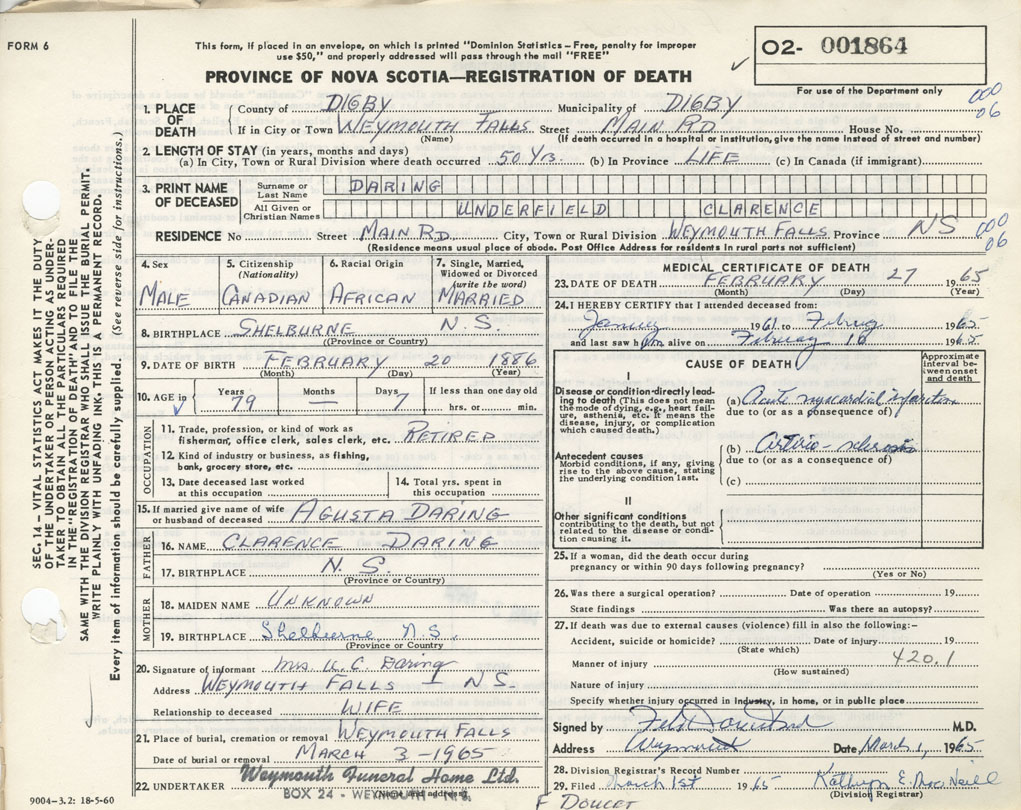 FORM 6
This form, if placed in an envelope, on which is printed "Dominion Statistics – Free, penalty for improper
use $50," and properly addressed will pass through the mail "FREE"
PROVINCE OF NOVA SCOTIA—REGISTRATION OF DEATH
O2- 001864
For use of the Department only
000
06
1. PLACE OF DEATH { County of DIGBY Municipality of DIGBY
If in City or Town WEYMOUTH FALLS Street MAIN RD House No.
(Name) (If death occurred in a hospital or institution, give the name instead of street and number)
2. LENGTH OF STAY (in years, months and days)
(a) In City, Town or Rural Division where death occurred 50 Yrs. (b) In Province LIFE (c) In Canada (if immigrant)
3. PRINT NAME OF DECEASED
Surname or Last Name DARING
All Given or Christian Names UNDERFIELD CLARENCE
RESIDENCE No Street MAIN RD. City, Town or Rural Division WEYMOUTH FALLS Province NS
(Residence means usual place of abode. Post Office Address for residents in rural parts not sufficient)
000
06
4. Sex MALE
5. Citizenship (Nationality) CANADIAN
6. Racial Origin AFRICAN
7. Single, Married, Widowed or Divorced (write the word) MARRIED
8. BIRTHPLACE SHELBURNE N.S.
(Province or Country)
9. DATE OF BIRTH FEBRUARY 20 1886
(Month) (Day) (Year)
10. AGE in Years 79 Months — Days 7 If less than one day old hrs. or min.
OCCUPATION
11. Trade, profession, or kind of work as
fisherman, office clerk, sales clerk, etc. RETIRED
12. Kind of industry or business, as fishing,
bank, grocery store, etc.
13. Date deceased last worked at this occupation
14. Total yrs. spent in this occupation
15. If married give name of wife or husband of deceased AGUSTA DARING
FATHER
16. NAME CLARENCE DARING
17. BIRTHPLACE N.S.
(Province or Country)
MOTHER
18. MAIDEN NAME UNKNOWN
19. BIRTHPLACE Shelburne, N.S.
(Province or Country)
20. Signature of informant Mrs U.C. Daring
Address WEYMOUTH FALLS - NS.
Relationship to deceased WIFE
21. Place of burial, cremation or removal WEYMOUTH FALLS
Date of burial or removal MARCH 3-1965
22. UNDERTAKER Weymouth Funeral Home Ltd.
BOX 24 - WEYMOUTH N.S.
(Name and address)
9004-3.2: 18-5-60
F DOUCET
MEDICAL CERTIFICATE OF DEATH
23. DATE OF DEATH FEBRUARY 27 1965
(Month) (Day) (Year)
24. I HEREBY CERTIFY that I attended deceased from:
1961 to 1965
and last saw him alive on 1965
CAUSE OF DEATH
Approximate interval between onset and death
I
Disease or condition directly leading to death (This does not mean the mode of dying, e.g., heart failure, asthenia, etc. It means the disease, injury, or complication which caused death.)
(a) Acute myocardial infarction
due to (or as a consequence of)
Antecedent causes
Morbid conditions, if any, giving rise to the above cause, stating the underlying condition last.
(b) Arterio sclerosis
due to (or as a consequence of)
(c)
II
Other significant conditions
contributing to the death, but not related to the disease or condition causing it.
25. If a woman, did the death occur during
pregnancy or within 90 days following pregnancy?
(Yes or No)
26. Was there a surgical operation? Date of operation 19
State findings Was there an autopsy?
27. If death was due to external causes (violence) fill in also the following:-
Accident, suicide or homicide? Date of injury 19
(State which)
Manner of injury 420.1
(How sustained)
Nature of injury
Specify whether injury occurred in Industry, in home, or in public place
Signed by M.D.
Address Weymouth Date March 1, 1965
28. Division Registrar's Record Number
29. Filed March 1st 1965 Kathryn E. MacNeill
(Division Registrar)
SEC. 14 – VITAL STATISTICS ACT MAKES IT THE DUTY
OF THE UNDERTAKER OR PERSON ACTING AS UNDER-
TAKER TO OBTAIN ALL THE PARTICULARS REQUIRED
IN THE "REGISTRATION OF DEATH" AND TO FILE THE
SAME WITH THE DIVISION REGISTRAR WHO SHALL ISSUE THE BURIAL PERMIT.
WRITE PLAINLY WITH UNFADING INK. THIS IS A PERMANENT RECORD.
Every item of information should be carefully supplied. (See reverse side for instructions.)